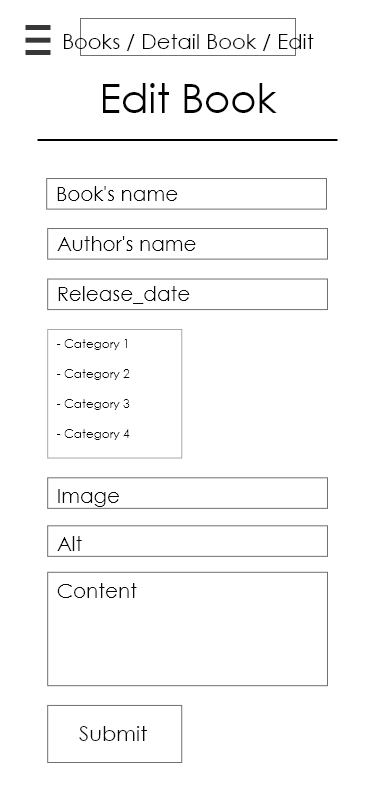 Books / Detail Book / Edit
Edit Book
Book's name
Author's name
Release_date
- Category 1
- Category 2
- Category 3
- Category 4
Image
Alt
Content
Submit